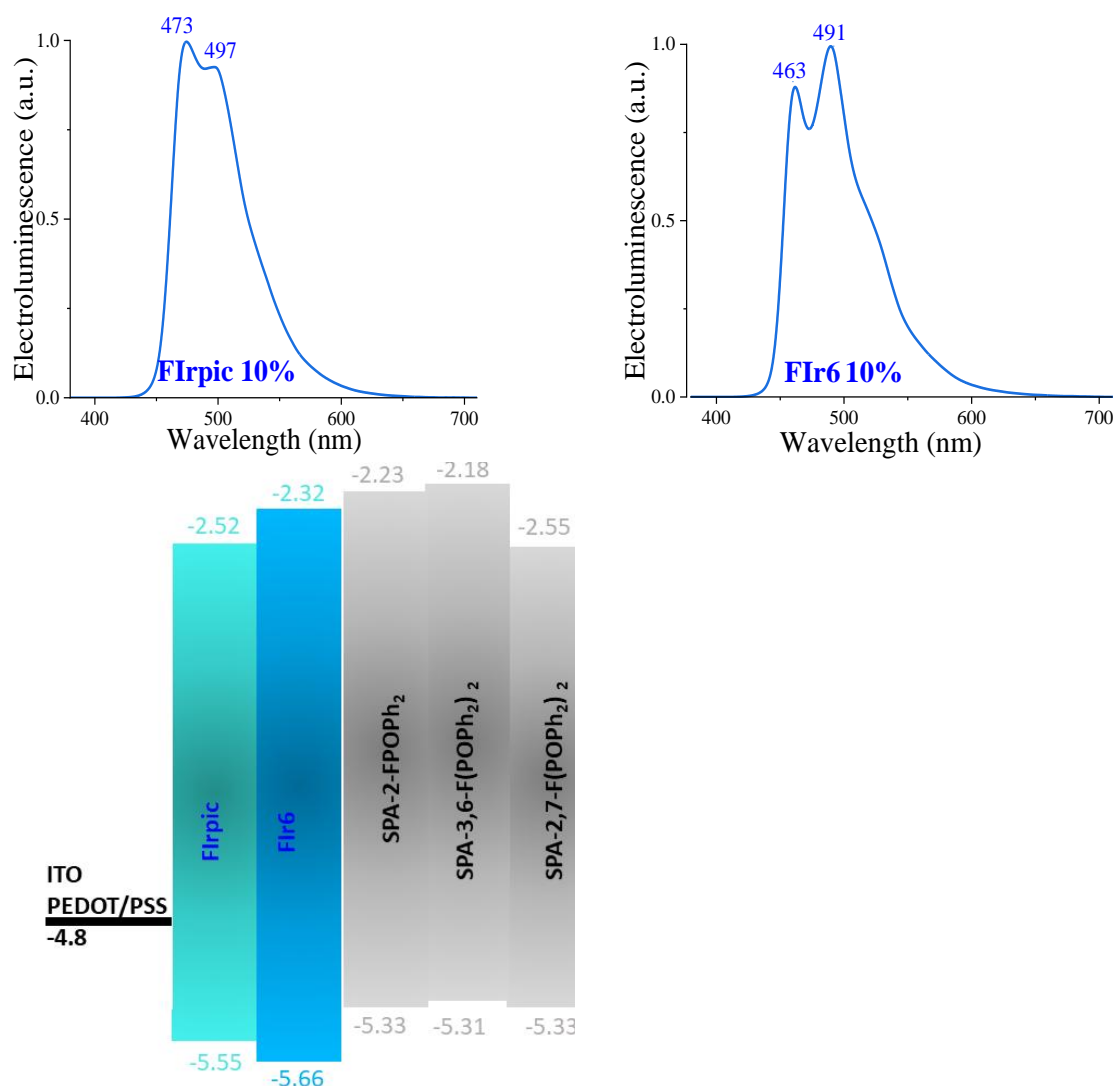 473
497
1.0
0.5
0.0
Electroluminescence (a.u.)
FIrpic 10%
400
500
600
700
Wavelength (nm)
491
463
1.0
0.5
0.0
Electroluminescence (a.u.)
FIr6 10%
400
500
600
700
Wavelength (nm)
-2.52
-2.32
-2.23
-2.18
-2.55
FIrpic
FIr6
SPA-2-FPOPh₂
SPA-3,6-F(POPh₂)₂
SPA-2,7-F(POPh₂)₂
ITO
PEDOT/PSS
-4.8
-5.55
-5.66
-5.33
-5.31
-5.33